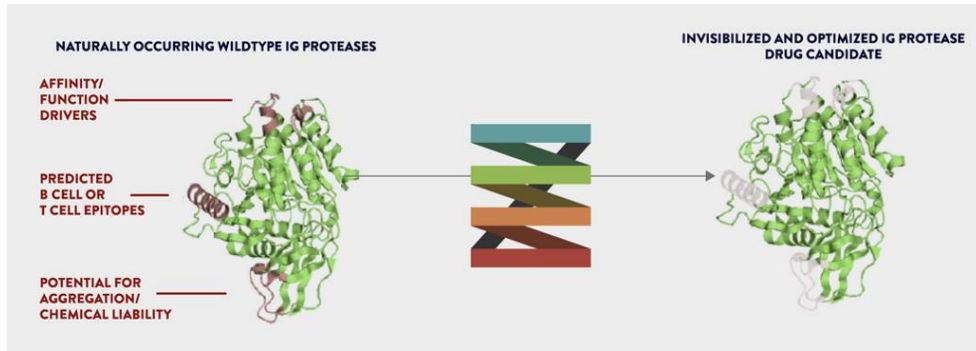 NATURALLY OCCURRING WILDTYPE IG PROTEASES
INVISIBILIZED AND OPTIMIZED IG PROTEASE
DRUG CANDIDATE
AFFINITY/
FUNCTION
DRIVERS
PREDICTED
B CELL OR
T CELL EPITOPES
POTENTIAL FOR
AGGREGATION/
CHEMICAL LIABILITY